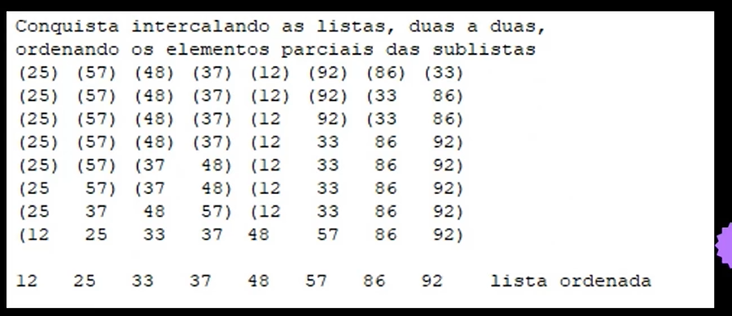 Conquista intercalando as listas, duas a duas,
ordenando os elementos parciais das sublistas
(25) (57) (48) (37) (12) (92) (86) (33)
(25) (57) (48) (37) (12) (92) (33 86)
(25) (57) (48) (37) (12 92) (33 86)
(25) (57) (48) (37) (12 33 86 92)
(25) (57) (37 48) (12 33 86 92)
(25 57) (37 48) (12 33 86 92)
(25 37 48 57) (12 33 86 92)
(12 25 33 37 48 57 86 92)
12 25 33 37 48 57 86 92 lista ordenada